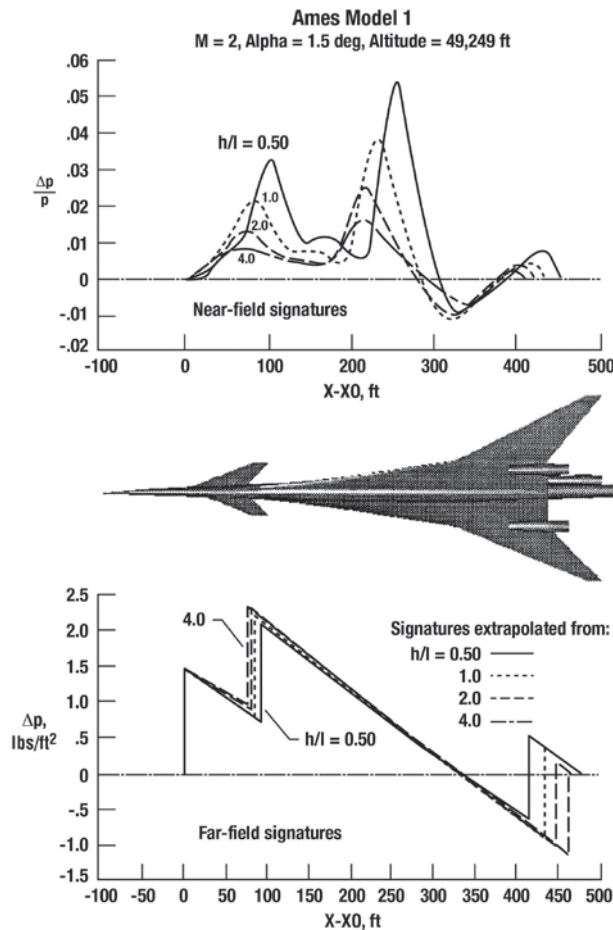 Ames Model 1
M = 2, Alpha = 1.5 deg, Altitude = 49,249 ft
.06
.05
.04
.03
.02
.01
0
-.01
-.02
Δp
p
h/l = 0.50
1.0
2.0
4.0
Near-field signatures
-100 0 100 200 300 400 500
X-XO, ft
2.5
2.0
1.5
1.0
.5
0
-.5
-1.0
-1.5
Δp,
lbs/ft2
4.0
h/l = 0.50
Signatures extrapolated from:
h/l = 0.50
1.0
2.0
4.0
Far-field signatures
-100 -50 0 50 100 150 200 250 300 350 400 450 500
X-XO, ft